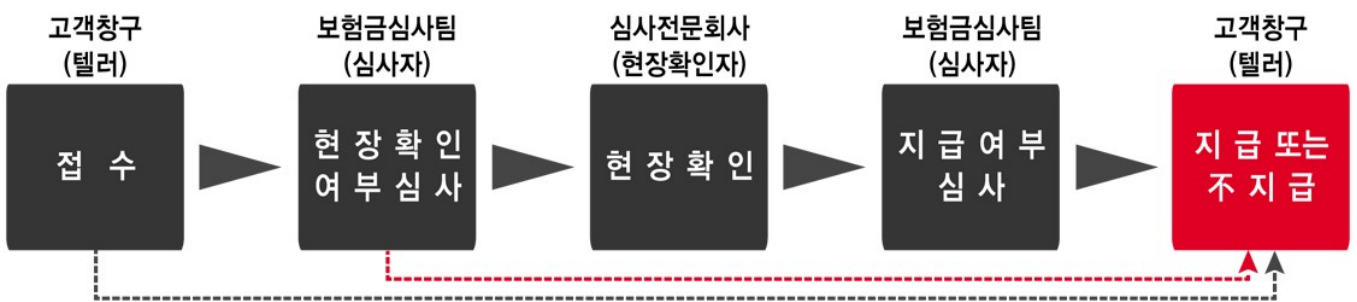 고객창구
(텔러)
접 수
보험금심사팀
(심사자)
현 장 확 인
여 부 심 사
심사전문회사
(현장확인자)
현 장 확 인
보험금심사팀
(심사자)
지 급 여 부
심 사
고객창구
(텔러)
지 급 또는
不 지 급